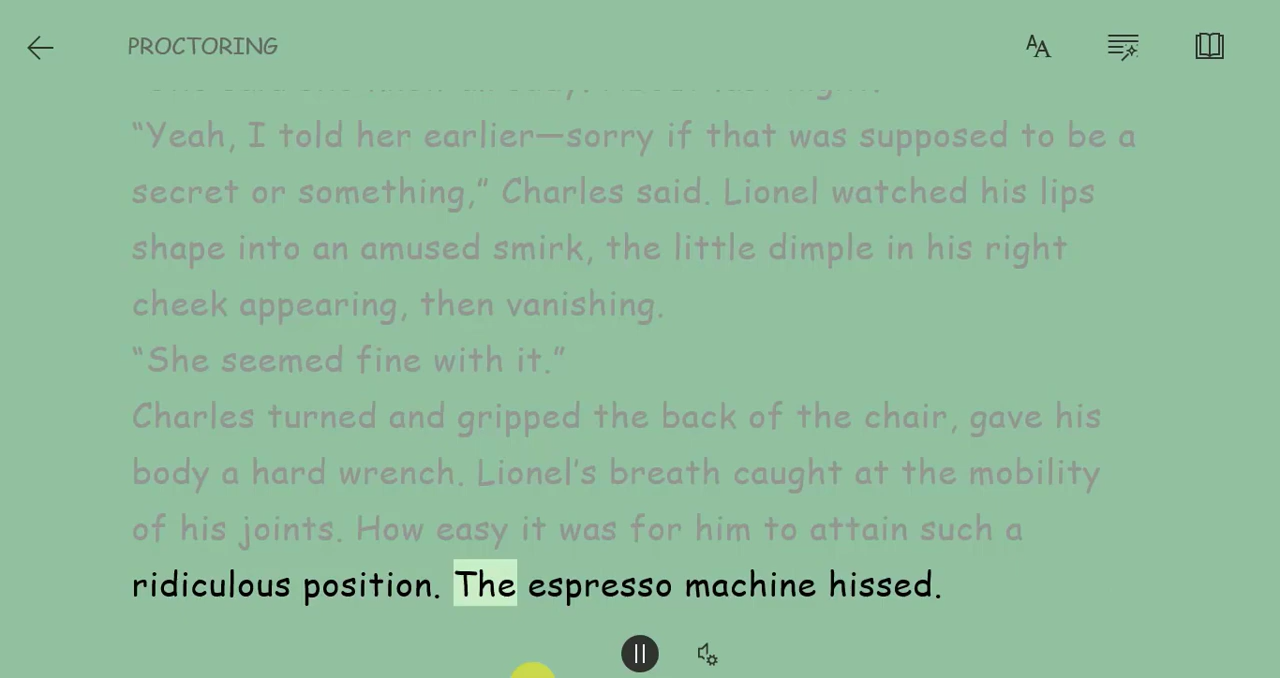 PROCTORING
“Yeah, I told her earlier—sorry if that was supposed to be a
secret or something,” Charles said. Lionel watched his lips
shape into an amused smirk, the little dimple in his right
cheek appearing, then vanishing.
“She seemed fine with it.”
Charles turned and gripped the back of the chair, gave his
body a hard wrench. Lionel’s breath caught at the mobility
of his joints. How easy it was for him to attain such a
ridiculous position. The espresso machine hissed.